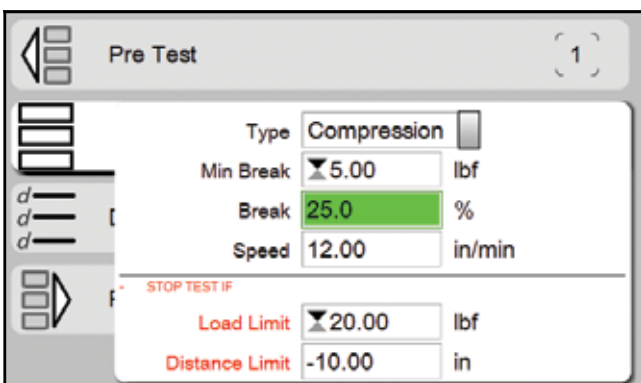 Pre Test 1
Type Compression
Min Break 5.00 lbf
Break 25.0 %
Speed 12.00 in/min
d
d
d
STOP TEST IF
Load Limit 20.00 lbf
Distance Limit -10.00 in